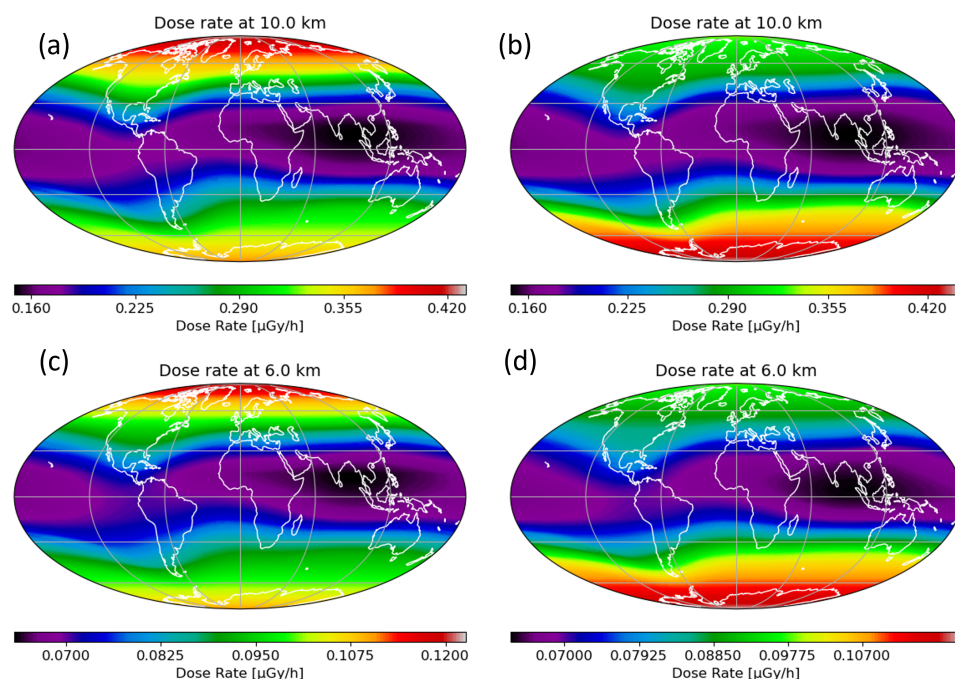 Dose rate at 10.0 km
Dose rate at 10.0 km
(a)
(b)
0.160 0.225 0.290 0.355 0.420
0.160 0.225 0.290 0.355 0.420
Dose Rate [μGy/h]
Dose Rate [μGy/h]
(c)
(d)
Dose rate at 6.0 km
Dose rate at 6.0 km
0.0700 0.0825 0.0950 0.1075 0.1200
0.07000 0.07925 0.08850 0.09775 0.10700
Dose Rate [μGy/h]
Dose Rate [μGy/h]